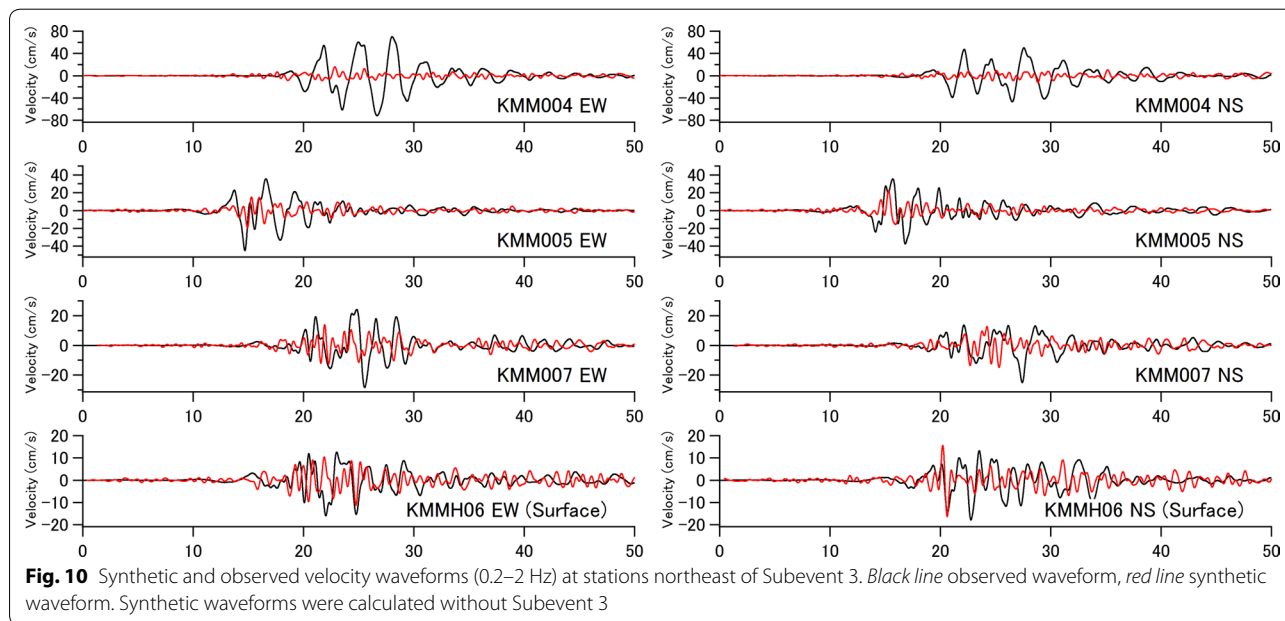 80
40
0
−40
−80
Velocity (cm/s)
KMM004 EW
0 10 20 30 40 50
80
40
0
−40
−80
Velocity (cm/s)
KMM004 NS
0 10 20 30 40 50
40
20
0
−20
−40
Velocity (cm/s)
KMM005 EW
0 10 20 30 40 50
40
20
0
−20
−40
Velocity (cm/s)
KMM005 NS
0 10 20 30 40 50
20
0
−20
Velocity (cm/s)
KMM007 EW
0 10 20 30 40 50
20
0
−20
Velocity (cm/s)
KMM007 NS
0 10 20 30 40 50
20
10
0
−10
−20
Velocity (cm/s)
KMMH06 EW (Surface)
0 10 20 30 40 50
20
10
0
−10
−20
Velocity (cm/s)
KMMH06 NS (Surface)
0 10 20 30 40 50
Fig. 10 Synthetic and observed velocity waveforms (0.2–2 Hz) at stations northeast of Subevent 3. Black line observed waveform, red line synthetic
waveform. Synthetic waveforms were calculated without Subevent 3